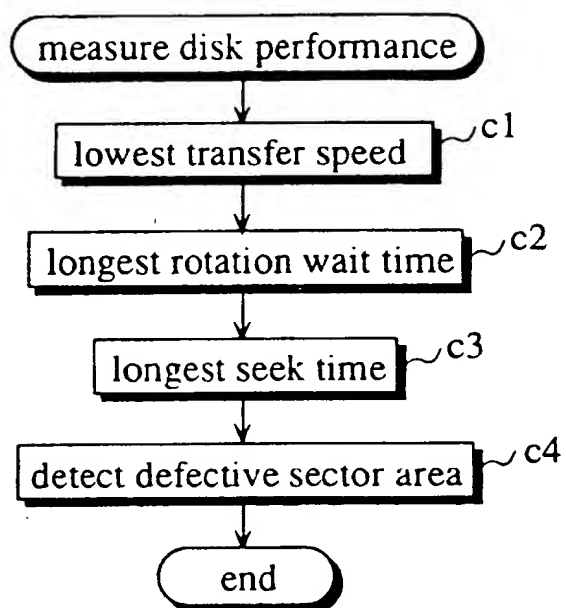 measure disk performance
lowest transfer speed
c1
longest rotation wait time
c2
longest seek time
c3
detect defective sector area
c4
end